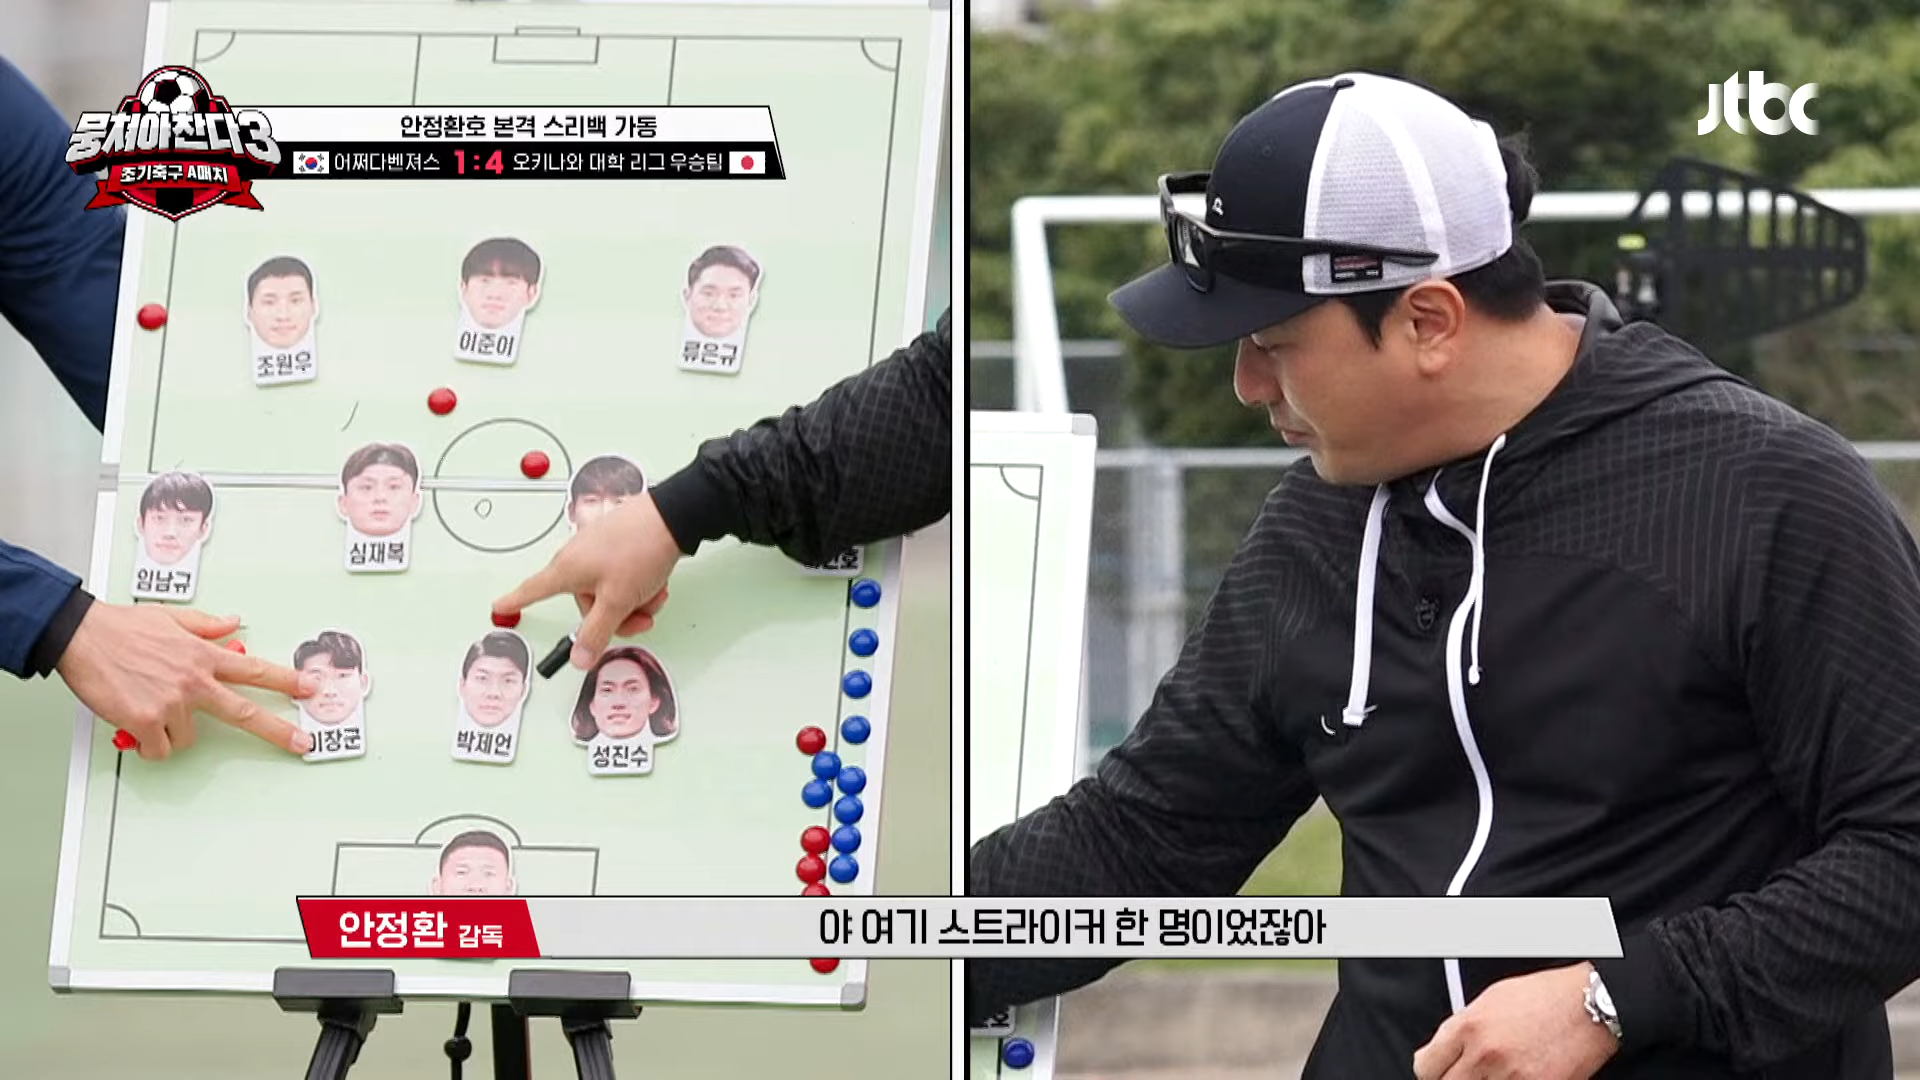 jtbc
뭉쳐야찬다3
조기축구 A매치
안정환호 본격 스리백 가동
어쩌다벤져스 1:4 오키나와 대학 리그 우승팀
조원우
이준이
류은규
임남규
심재복
이장군
박제언
성진수
안정환 감독
야 여기 스트라이커 한 명이었잖아